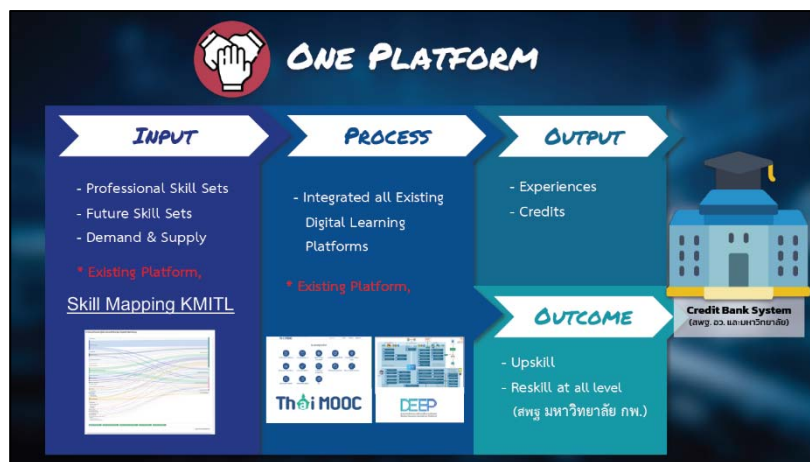 ONE PLATFORM
INPUT
- Professional Skill Sets
- Future Skill Sets
- Demand & Supply
* Existing Platform,
Skill Mapping KMITL
PROCESS
- Integrated all Existing
Digital Learning
Platforms
* Existing Platform,
Thai MOOC
DEEP
OUTPUT
- Experiences
- Credits
OUTCOME
- Upskill
- Reskill at all level
(สพฐ มหาวิทยาลัย กพ.)
Credit Bank System
(สพฐ. อว. และมหาวิทยาลัย)